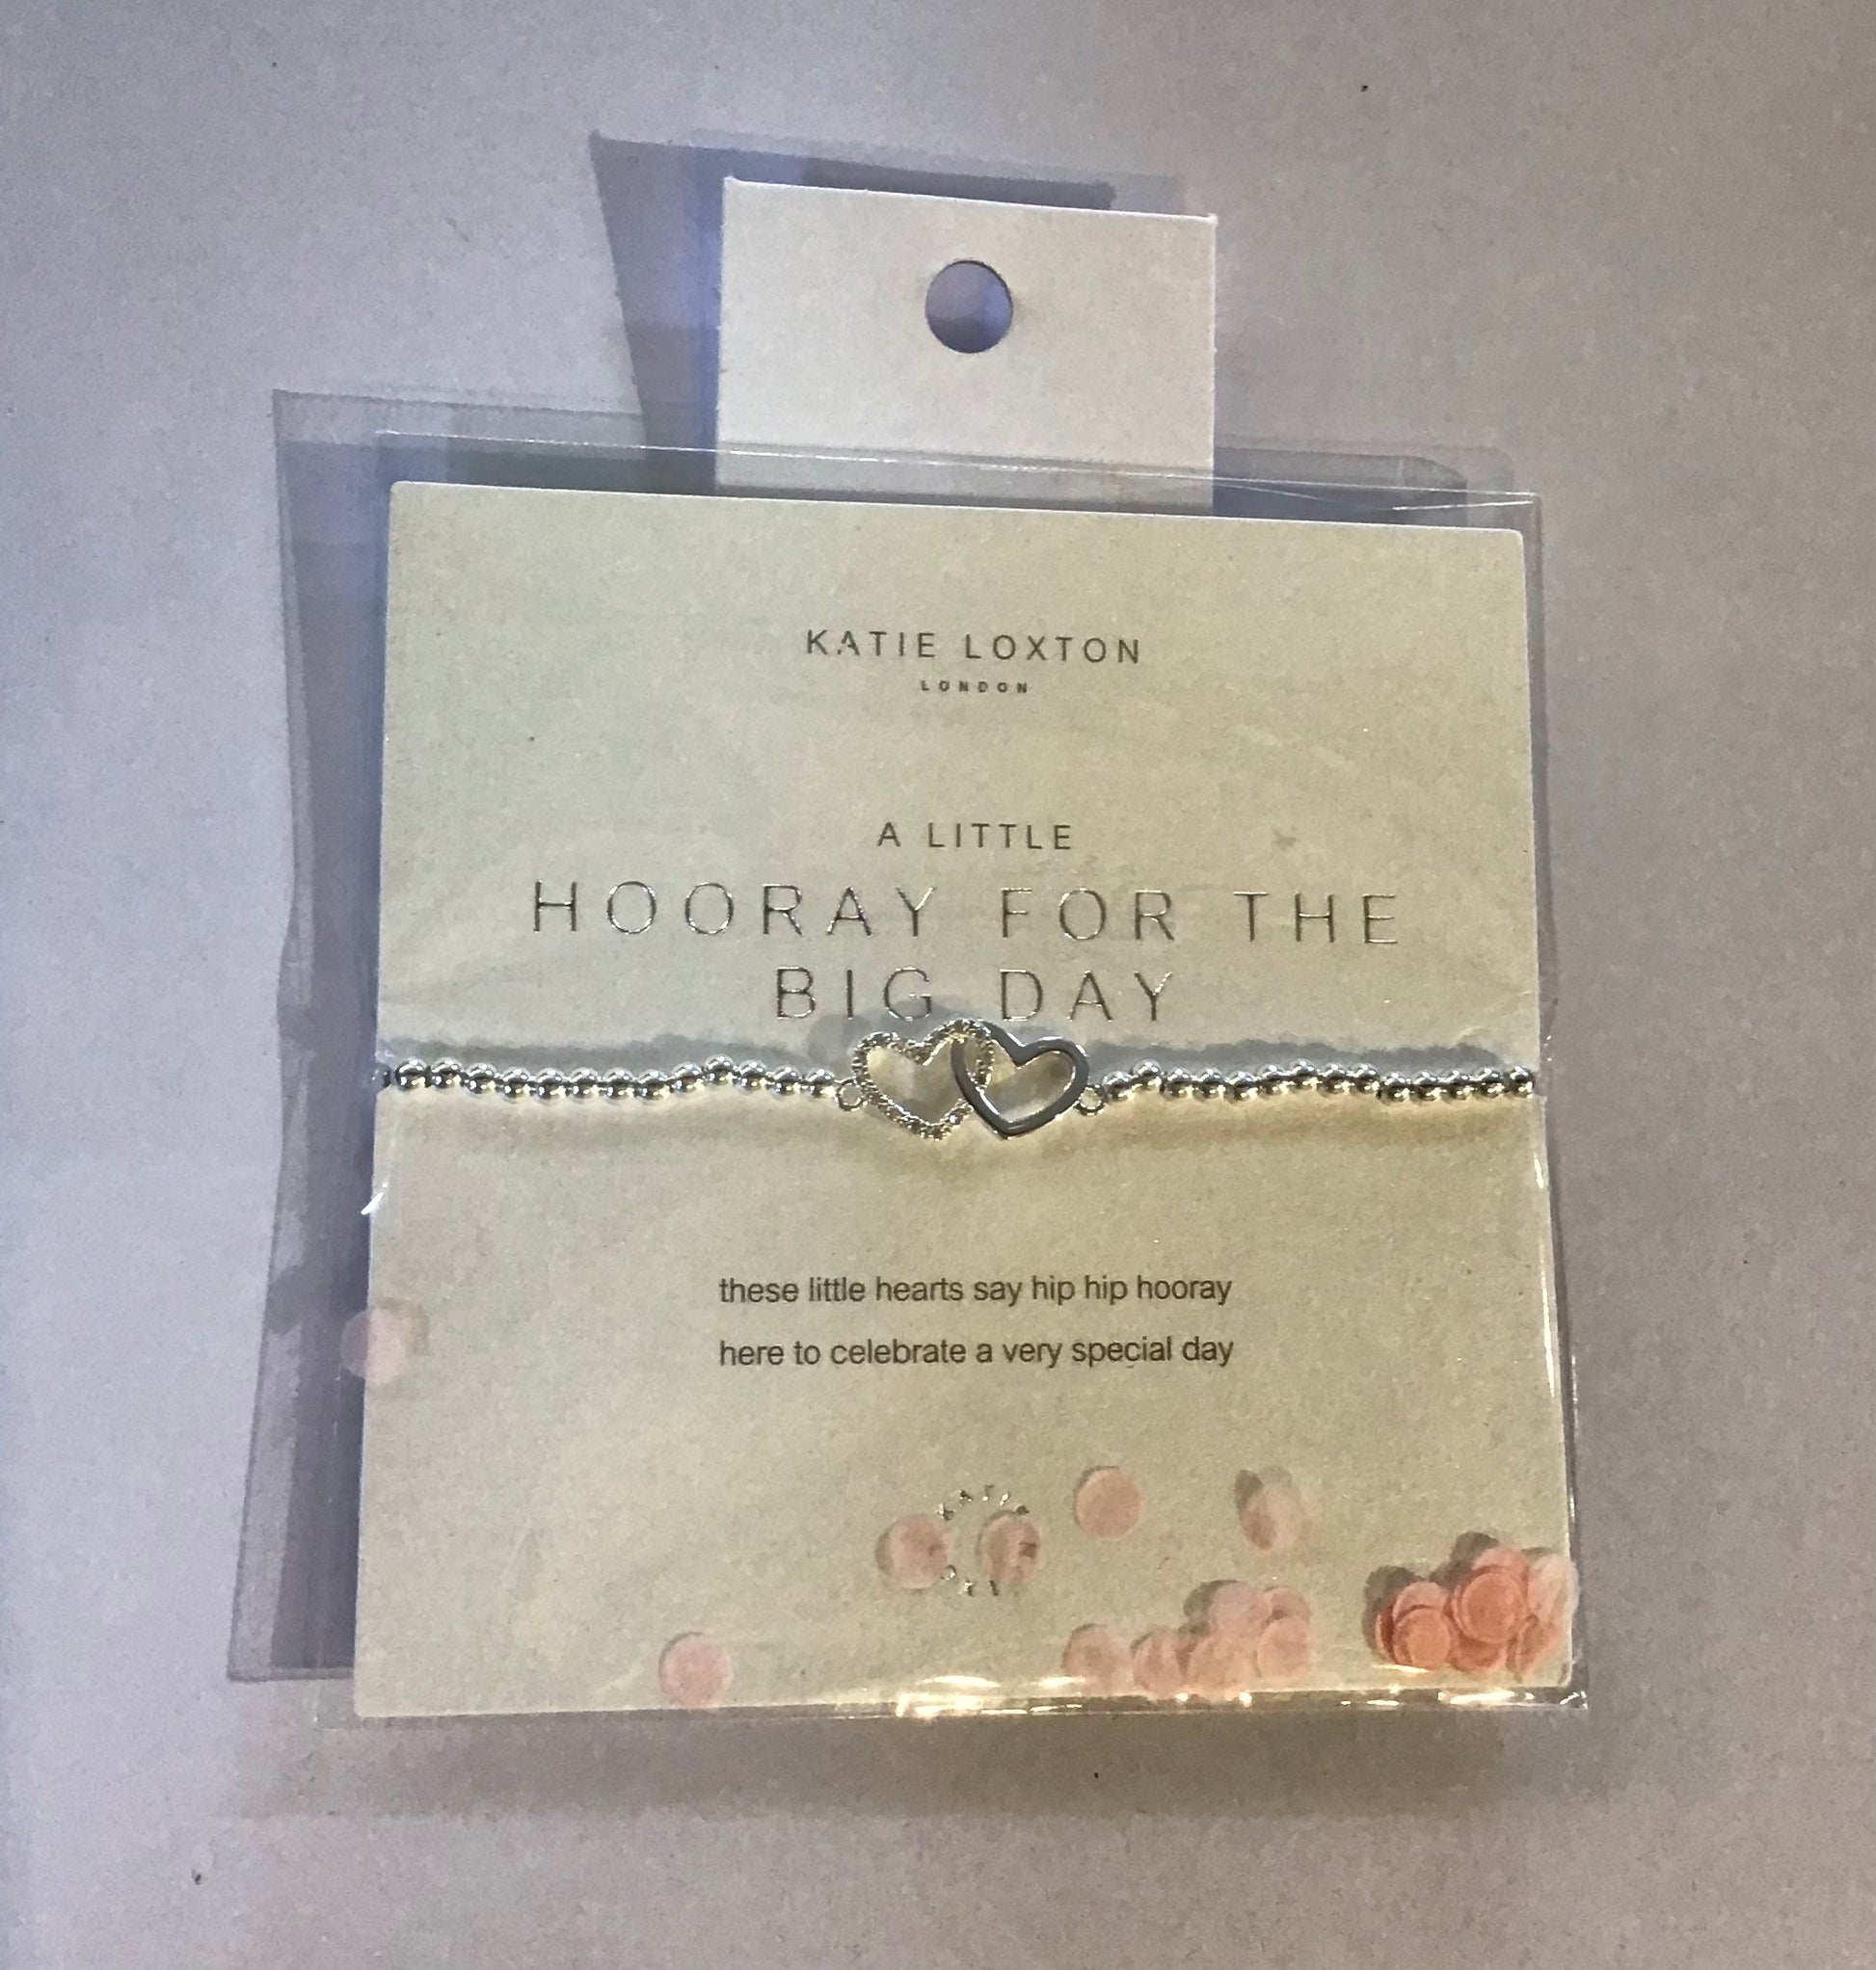 KATIE LOXTON
LONDON
A LITTLE
HOORAY FOR THE
BIG DAY
these little hearts say hip hip hooray
here to celebrate a very special day
KATIE